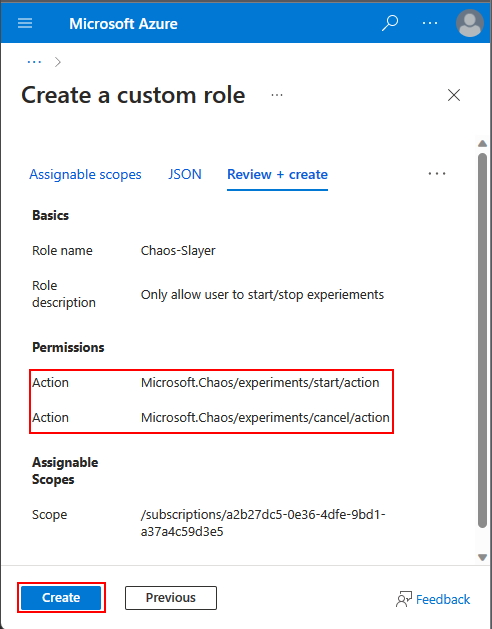 Microsoft Azure
Create a custom role
Assignable scopes JSON Review + create
Basics
Role name Chaos-Slayer
Role
description Only allow user to start/stop experiements
Permissions
Action Microsoft.Chaos/experiments/start/action
Action Microsoft.Chaos/experiments/cancel/action
Assignable
Scopes
Scope /subscriptions/a2b27dc5-0e36-4dfe-9bd1-
a37a4c59d3e5
Create Previous Feedback